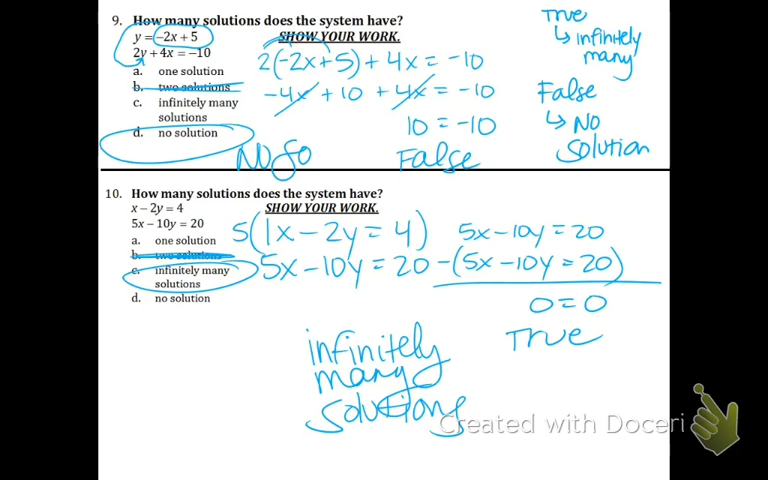 9. How many solutions does the system have?
y = −2x + 5
SHOW YOUR WORK.
2y + 4x = −10
a. one solution
b. two solutions
c. infinitely many
solutions
d. no solution
2(-2x+5) + 4x = -10
-4x + 10 + 4x = -10
10 = -10
False
No So
True
↳ infinitely
many
False
↳ No
Solution
10. How many solutions does the system have?
x − 2y = 4
SHOW YOUR WORK.
5x − 10y = 20
a. one solution
b. two solutions
c. infinitely many
solutions
d. no solution
5(1x - 2y = 4)
5x - 10y = 20
5x - 10y = 20
-(5x - 10y = 20)
0 = 0
True
infinitely
many
solutions
Created with Doceri